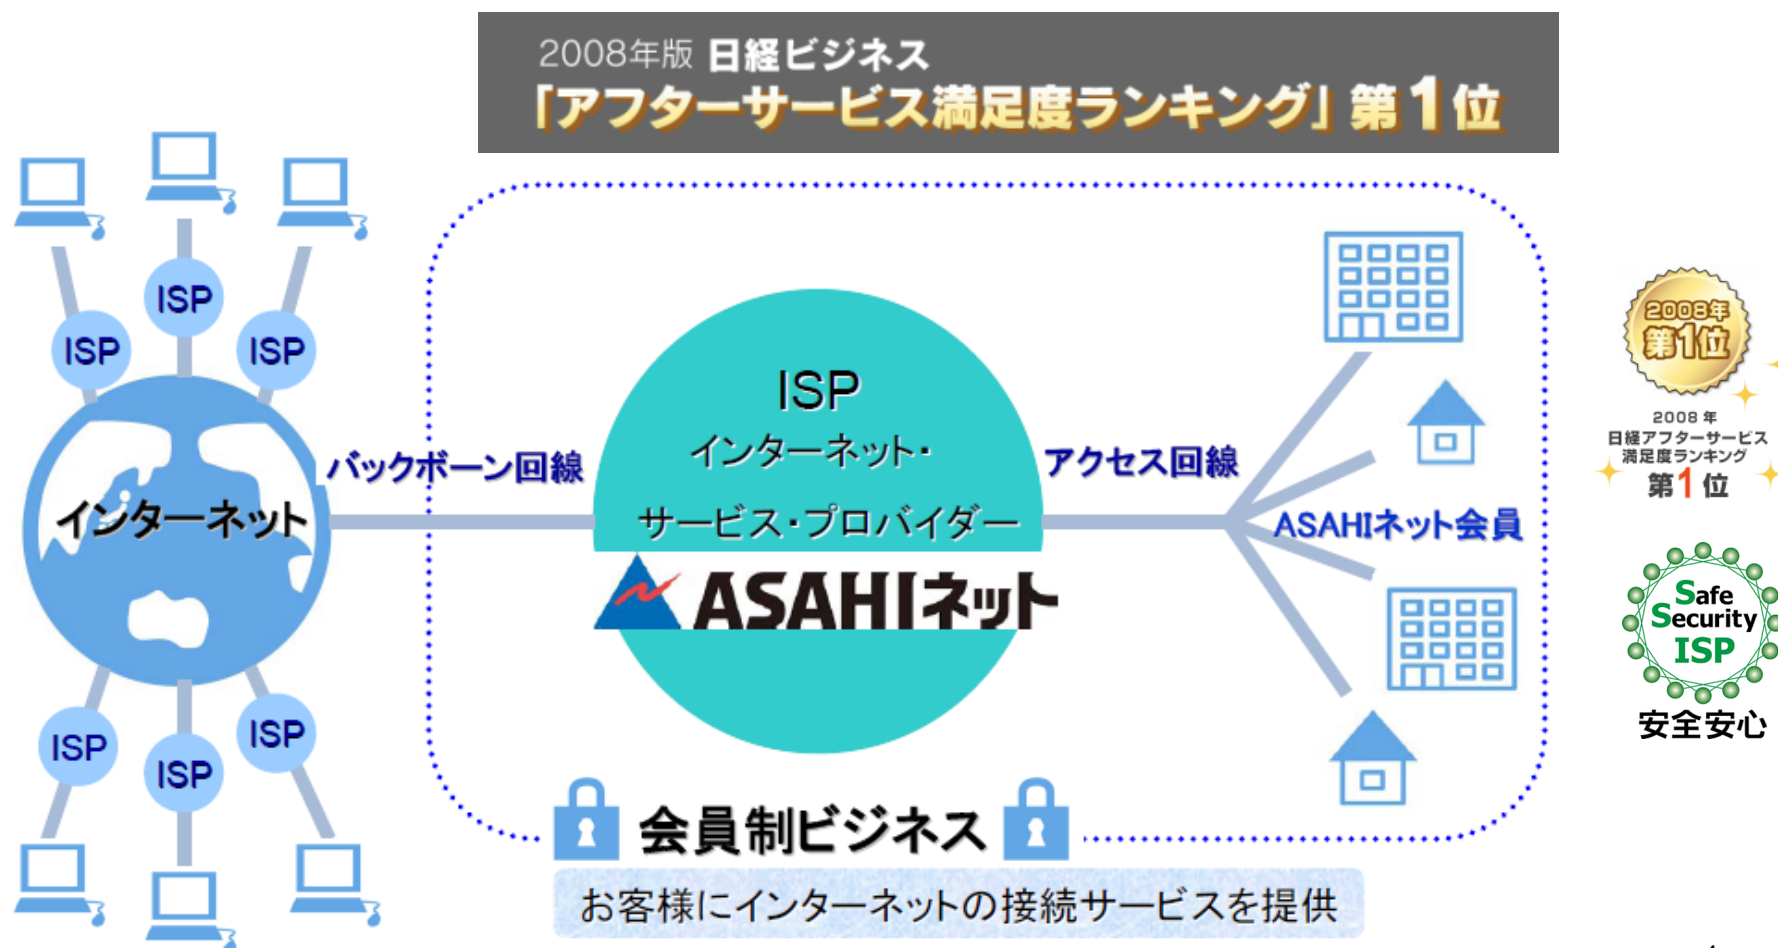 2008年版 日経ビジネス
「アフターサービス満足度ランキング」第1位
ISP
ISP
ISP
インターネット
ISP
ISP
ISP
バックボーン回線
ISP
インターネット・
サービス・プロバイダー
ASAHIネット
アクセス回線
ASAHIネット会員
会員制ビジネス
お客様にインターネットの接続サービスを提供
2008年
第1位
2008 年
日経アフターサービス
満足度ランキング
第1位
Safe
Security
ISP
安全安心